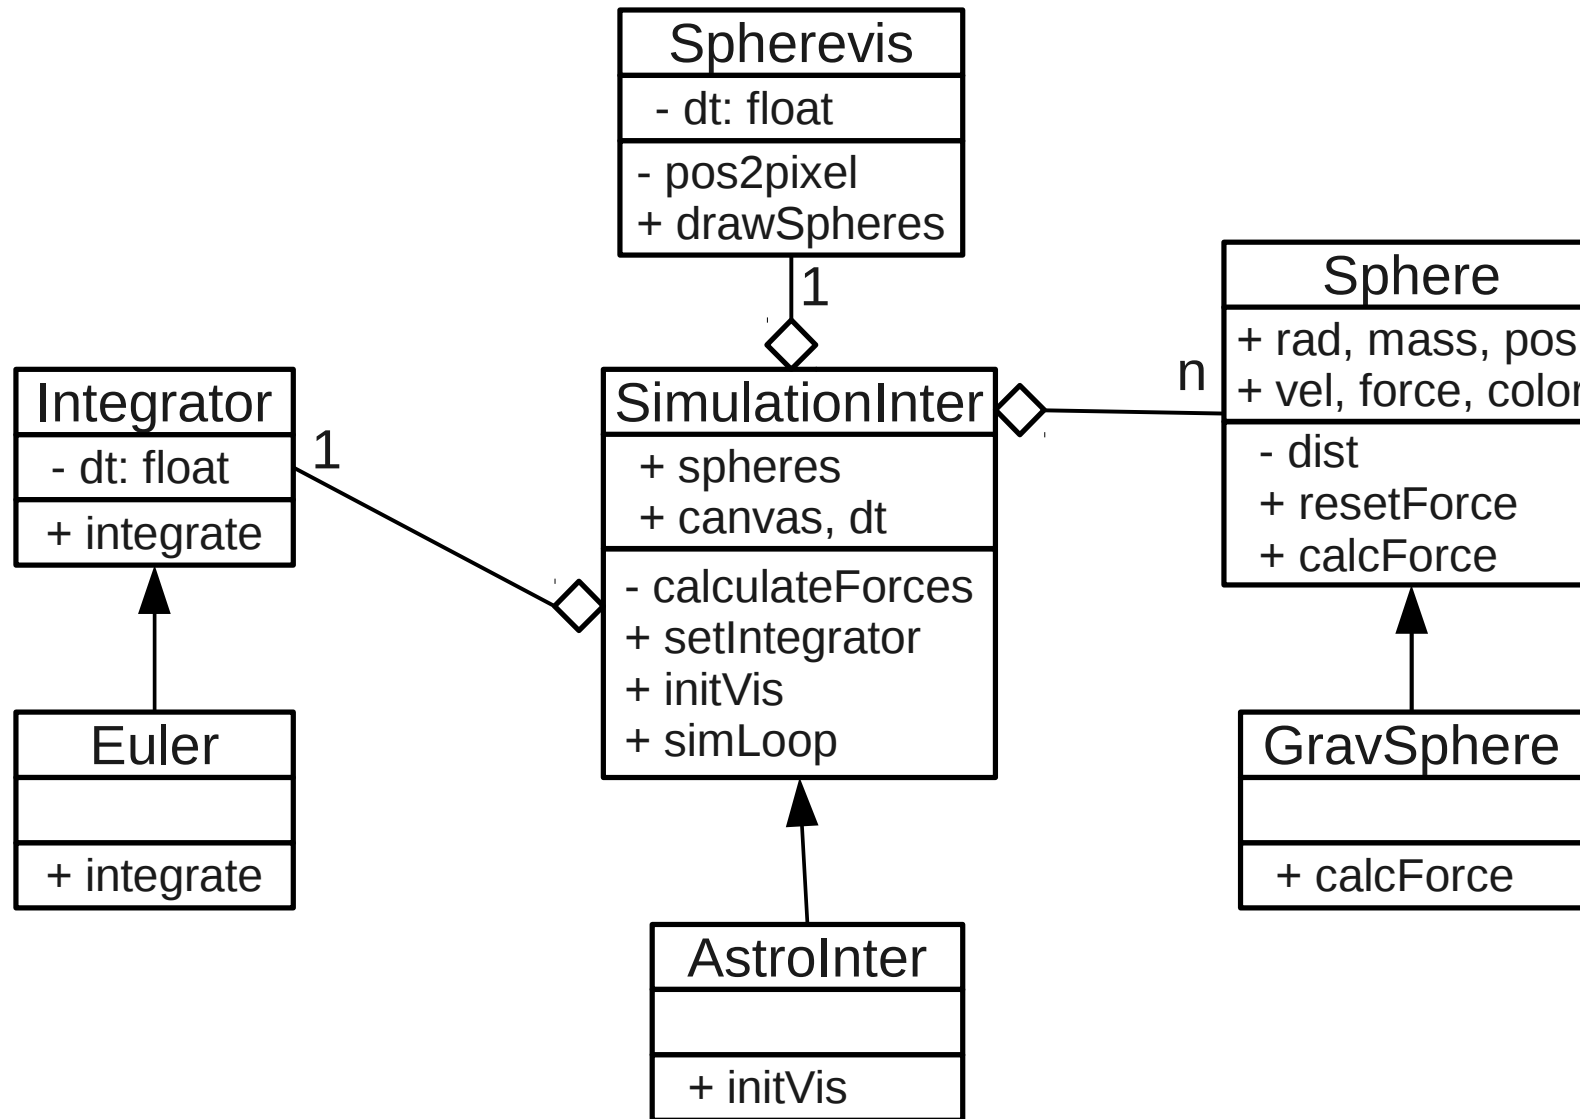 Spherevis
- dt: float
- pos2pixel
+ drawSpheres
1
Sphere
+ rad, mass, pos
+ vel, force, color
- dist
+ resetForce
+ calcForce
n
Integrator
- dt: float
+ integrate
1
SimulationInter
+ spheres
+ canvas, dt
- calculateForces
+ setIntegrator
+ initVis
+ simLoop
Euler
+ integrate
GravSphere
+ calcForce
AstroInter
+ initVis